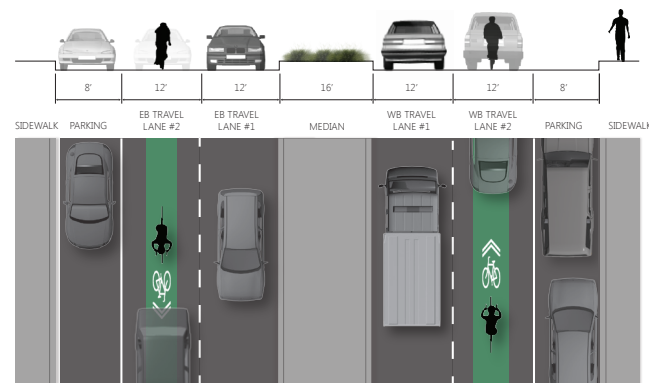 8' 12' 12' 16' 12' 12' 8'
SIDEWALK PARKING EB TRAVEL LANE #2 EB TRAVEL LANE #1 MEDIAN WB TRAVEL LANE #1 WB TRAVEL LANE #2 PARKING SIDEWALK